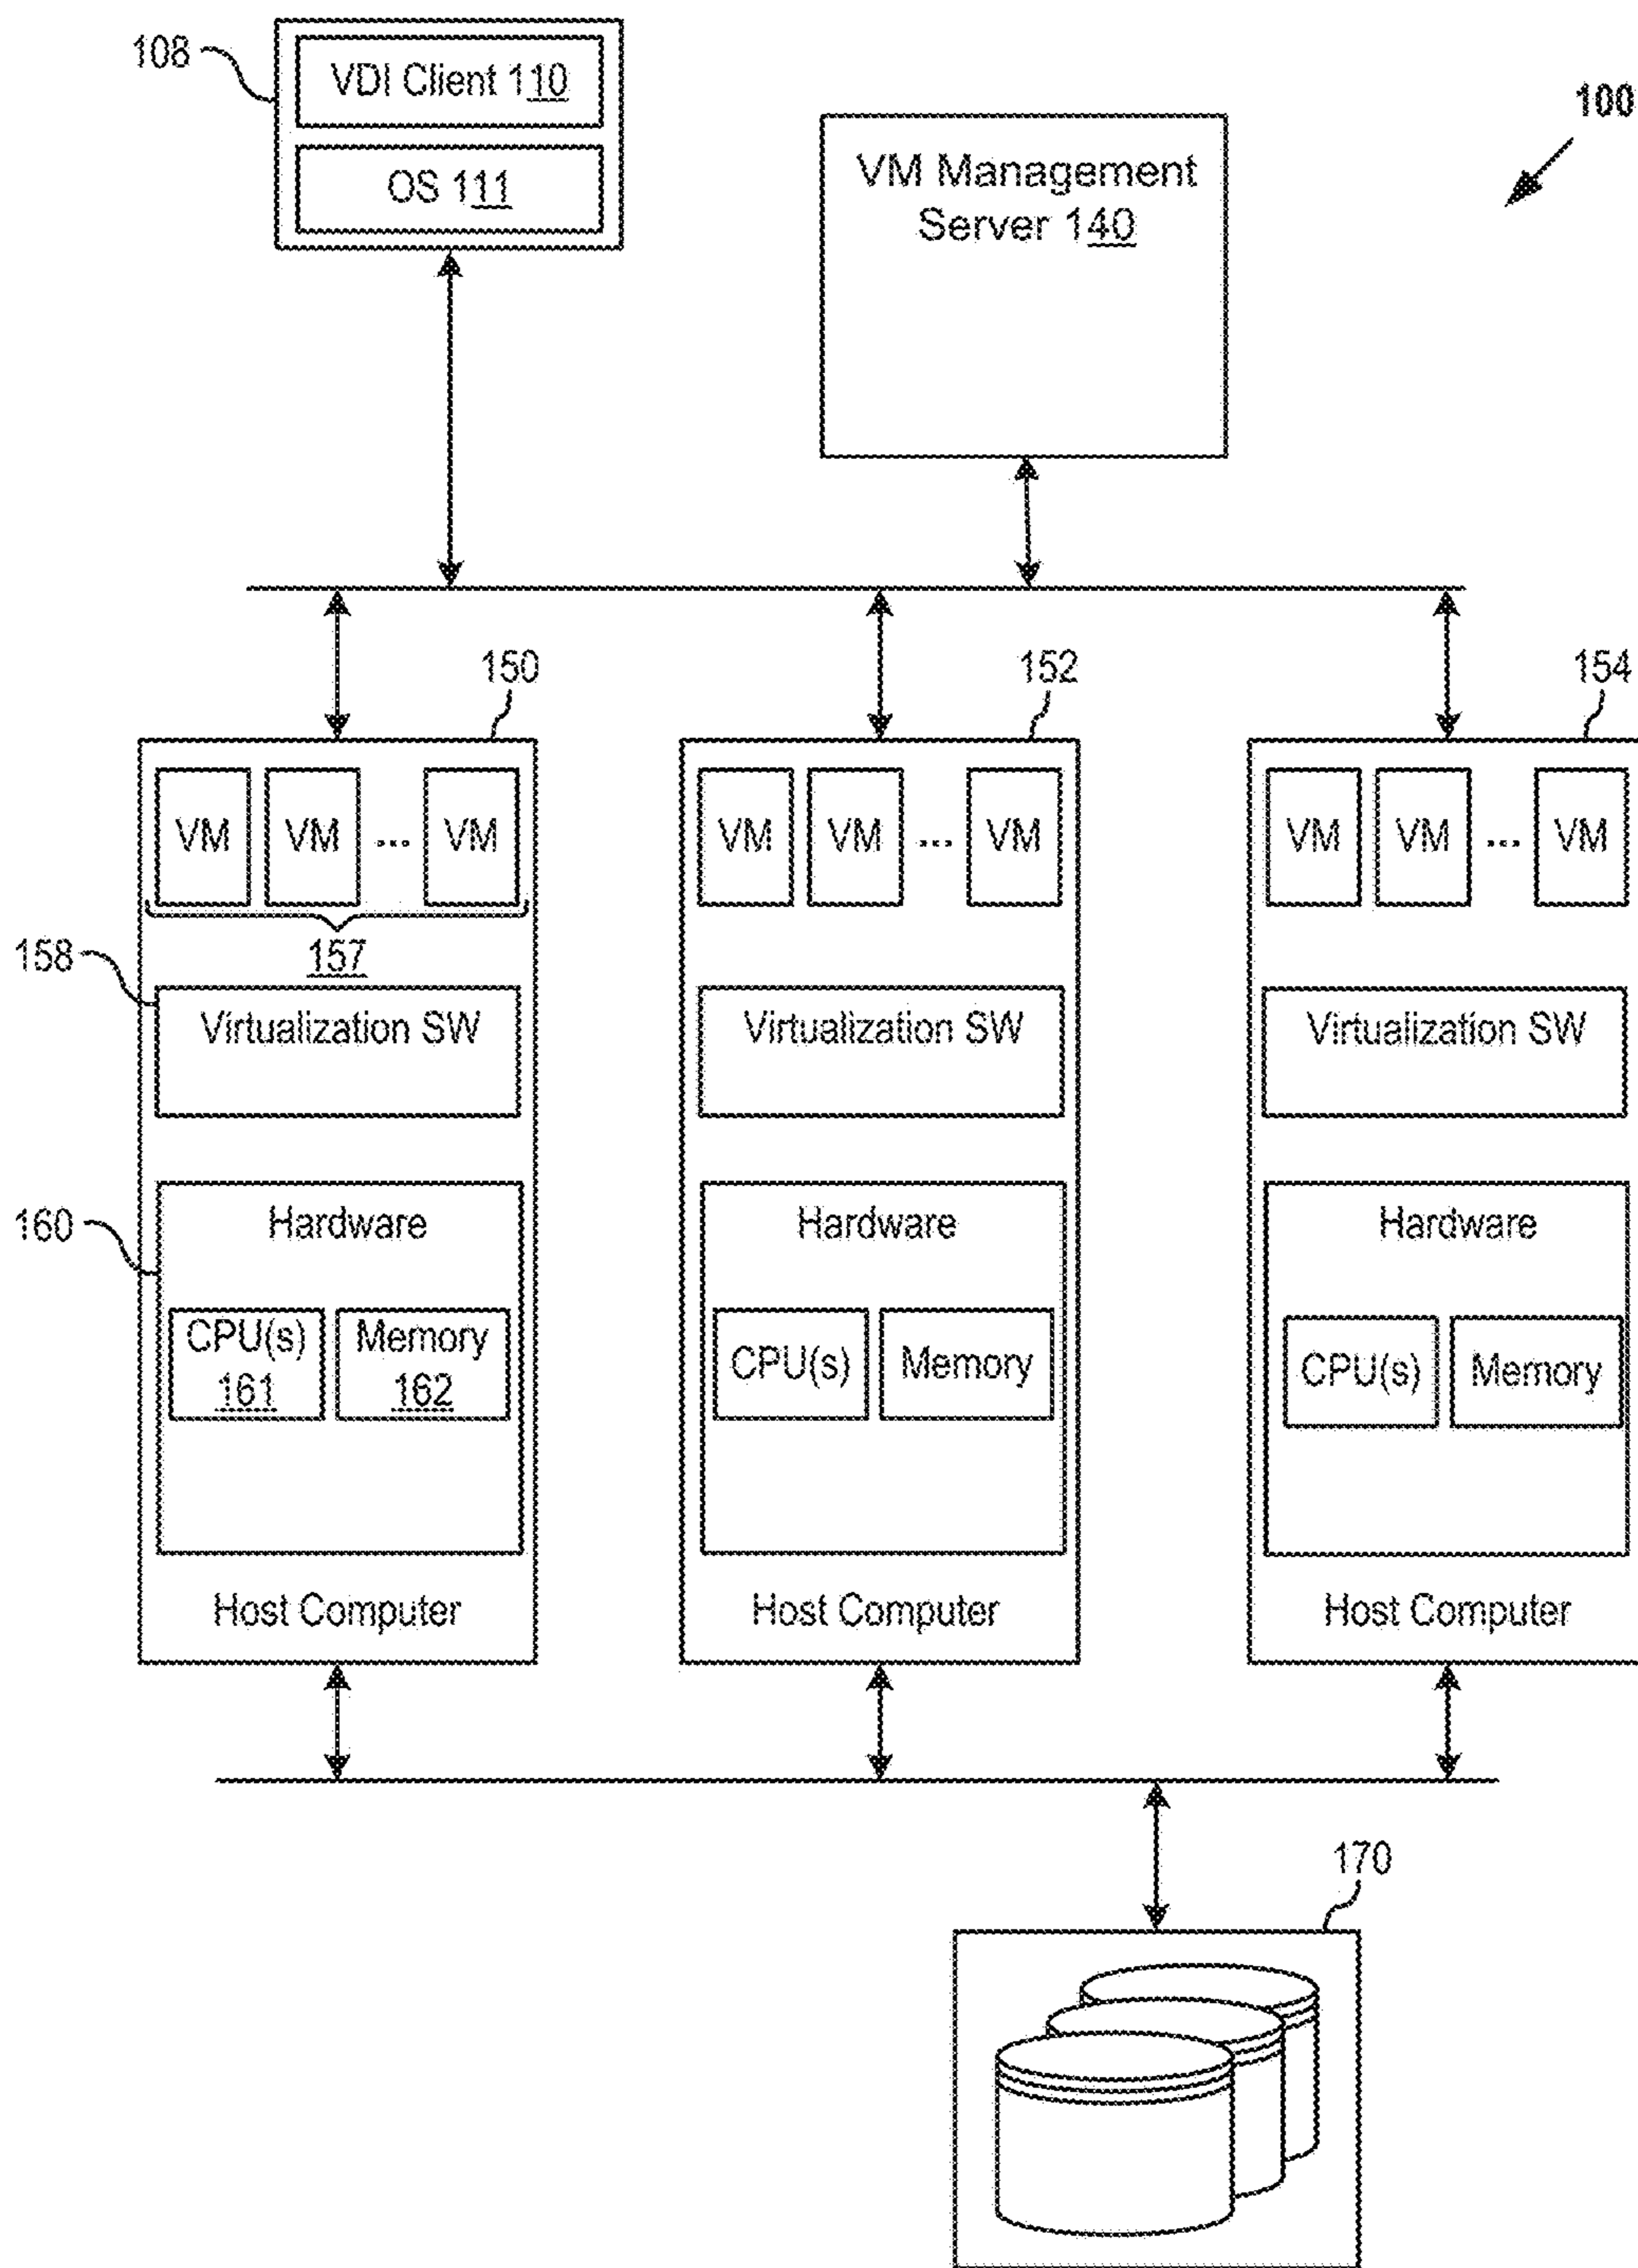 108
VDI Client 110
OS 111
100
VM Management
Server 140
150
152
154
VM VM ... VM
VM VM ... VM
VM VM ... VM
157
158
Virtualization SW
Virtualization SW
Virtualization SW
160
Hardware
Hardware
Hardware
CPU(s)
161
Memory
162
CPU(s)
Memory
CPU(s)
Memory
Host Computer
Host Computer
Host Computer
170